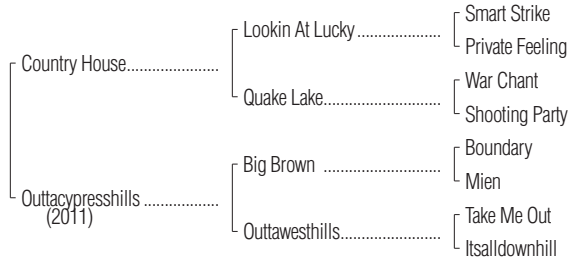 Smart Strike
Lookin At Lucky....................
Private Feeling
Country House......................
War Chant
Quake Lake............................
Shooting Party
Boundary
Big Brown ............................
Mien
Outtacypresshills ..................
(2011)
Take Me Out
Outtawesthills........................
Itsalldownhill